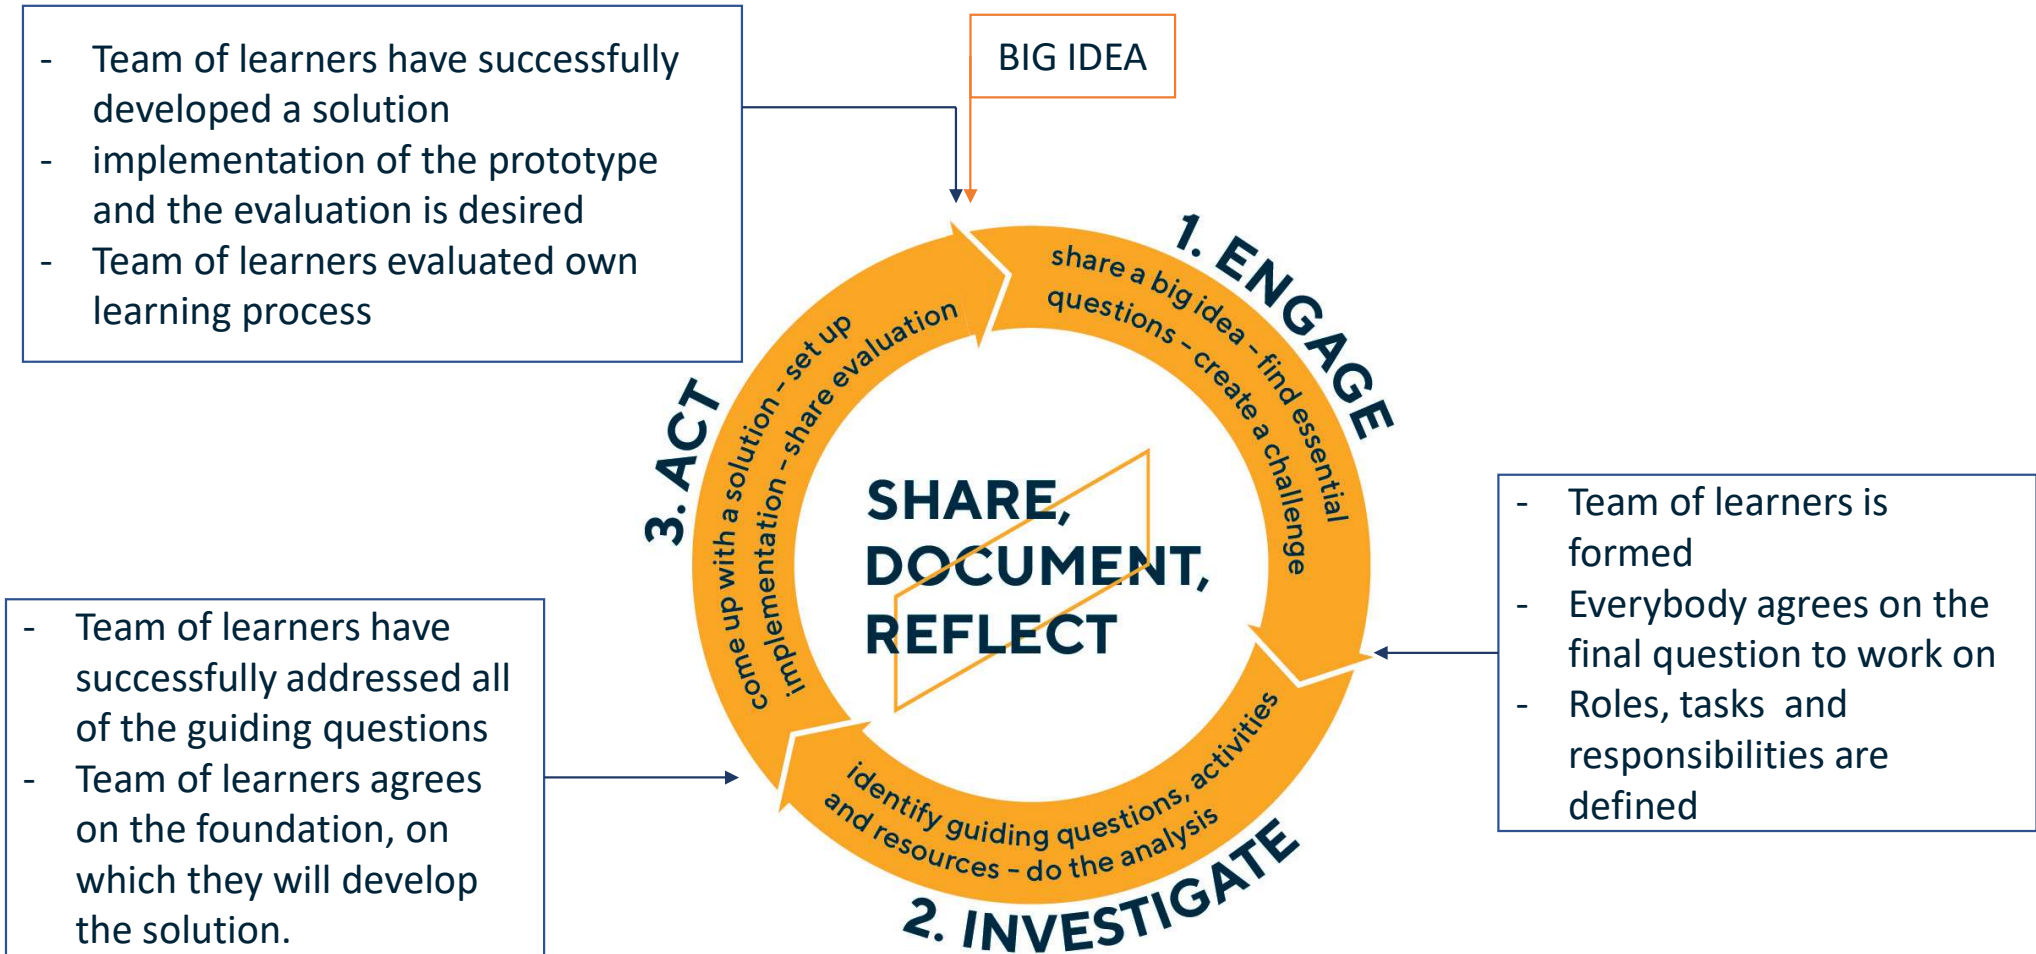 - Team of learners have successfully
developed a solution
- implementation of the prototype
and the evaluation is desired
- Team of learners evaluated own
learning process
BIG IDEA
1. ENGAGE
share a big idea - find essential
questions - create a challenge
- Team of learners is
formed
- Everybody agrees on the
final question to work on
- Roles, tasks and
responsibilities are
defined
2. INVESTIGATE
identify guiding questions, activities
and resources - do the analysis
- Team of learners have
successfully addressed all
of the guiding questions
- Team of learners agrees
on the foundation, on
which they will develop
the solution.
3. ACT
come up with a solution - set up
implementation - share evaluation
SHARE,
DOCUMENT,
REFLECT